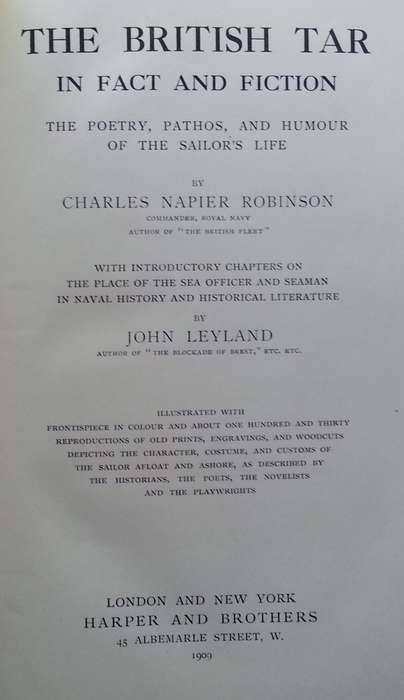 THE BRITISH TAR
IN FACT AND FICTION
THE POETRY, PATHOS, AND HUMOUR
OF THE SAILOR'S LIFE
BY
CHARLES NAPIER ROBINSON
COMMANDER, ROYAL NAVY
AUTHOR OF "THE BRITISH FLEET"
WITH INTRODUCTORY CHAPTERS ON
THE PLACE OF THE SEA OFFICER AND SEAMAN
IN NAVAL HISTORY AND HISTORICAL LITERATURE
BY
JOHN LEYLAND
AUTHOR OF "THE BLOCKADE OF BREST," ETC. ETC.
ILLUSTRATED WITH
FRONTISPIECE IN COLOUR AND ABOUT ONE HUNDRED AND THIRTY
REPRODUCTIONS OF OLD PRINTS, ENGRAVINGS, AND WOODCUTS
DEPICTING THE CHARACTER, COSTUME, AND CUSTOMS OF
THE SAILOR AFLOAT AND ASHORE, AS DESCRIBED BY
THE HISTORIANS, THE POETS, THE NOVELISTS
AND THE PLAYWRIGHTS
LONDON AND NEW YORK
HARPER AND BROTHERS
45 ALBEMARLE STREET, W.
1909